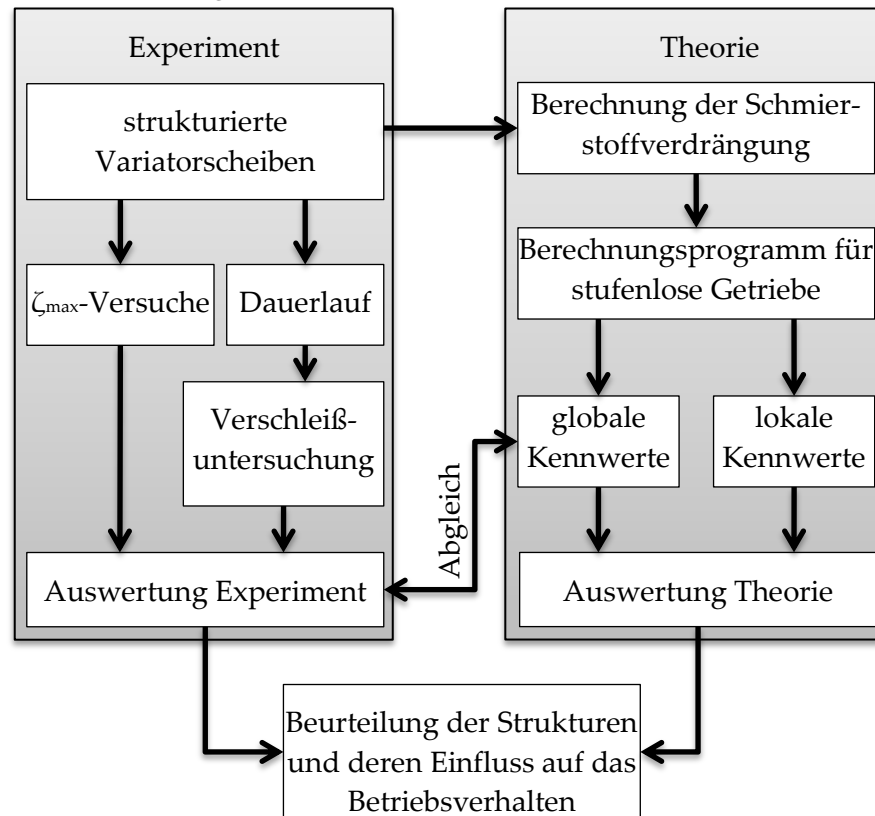 Experiment
strukturierte
Variatorscheiben
ζmax-Versuche
Dauerlauf
Verschleiß-
untersuchung
Auswertung Experiment
Abgleich
Theorie
Berechnung der Schmier-
stoffverdrängung
Berechnungsprogramm für
stufenlose Getriebe
globale
Kennwerte
lokale
Kennwerte
Auswertung Theorie
Beurteilung der Strukturen
und deren Einfluss auf das
Betriebsverhalten